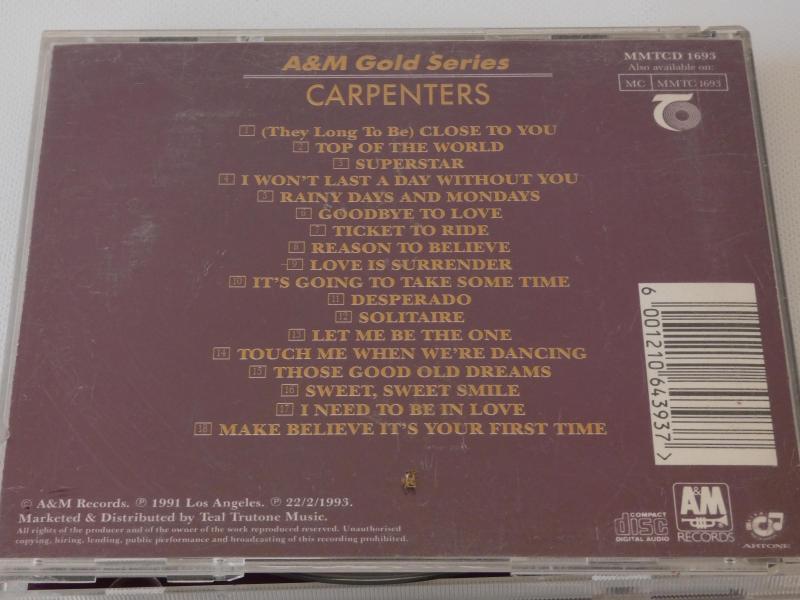 A&M Gold Series
CARPENTERS
MMTCD 1693
Also available on:
MC MMTC 1693
1 (They Long To Be) CLOSE TO YOU
2 TOP OF THE WORLD
3 SUPERSTAR
4 I WON'T LAST A DAY WITHOUT YOU
5 RAINY DAYS AND MONDAYS
6 GOODBYE TO LOVE
7 TICKET TO RIDE
8 REASON TO BELIEVE
9 LOVE IS SURRENDER
10 IT'S GOING TO TAKE SOME TIME
11 DESPERADO
12 SOLITAIRE
13 LET ME BE THE ONE
14 TOUCH ME WHEN WE'RE DANCING
15 THOSE GOOD OLD DREAMS
16 SWEET, SWEET SMILE
17 I NEED TO BE IN LOVE
18 MAKE BELIEVE IT'S YOUR FIRST TIME
6 001210 643937 >
© A&M Records. ℗ 1991 Los Angeles. ℗ 22/2/1993.
Marketed & Distributed by Teal Trutone Music.
All rights of the producer and of the owner of the work reproduced reserved. Unauthorised
copying, hiring, lending, public performance and broadcasting of this recording prohibited.
COMPACT
disc
DIGITAL AUDIO
A&M
RECORDS
ARTONE